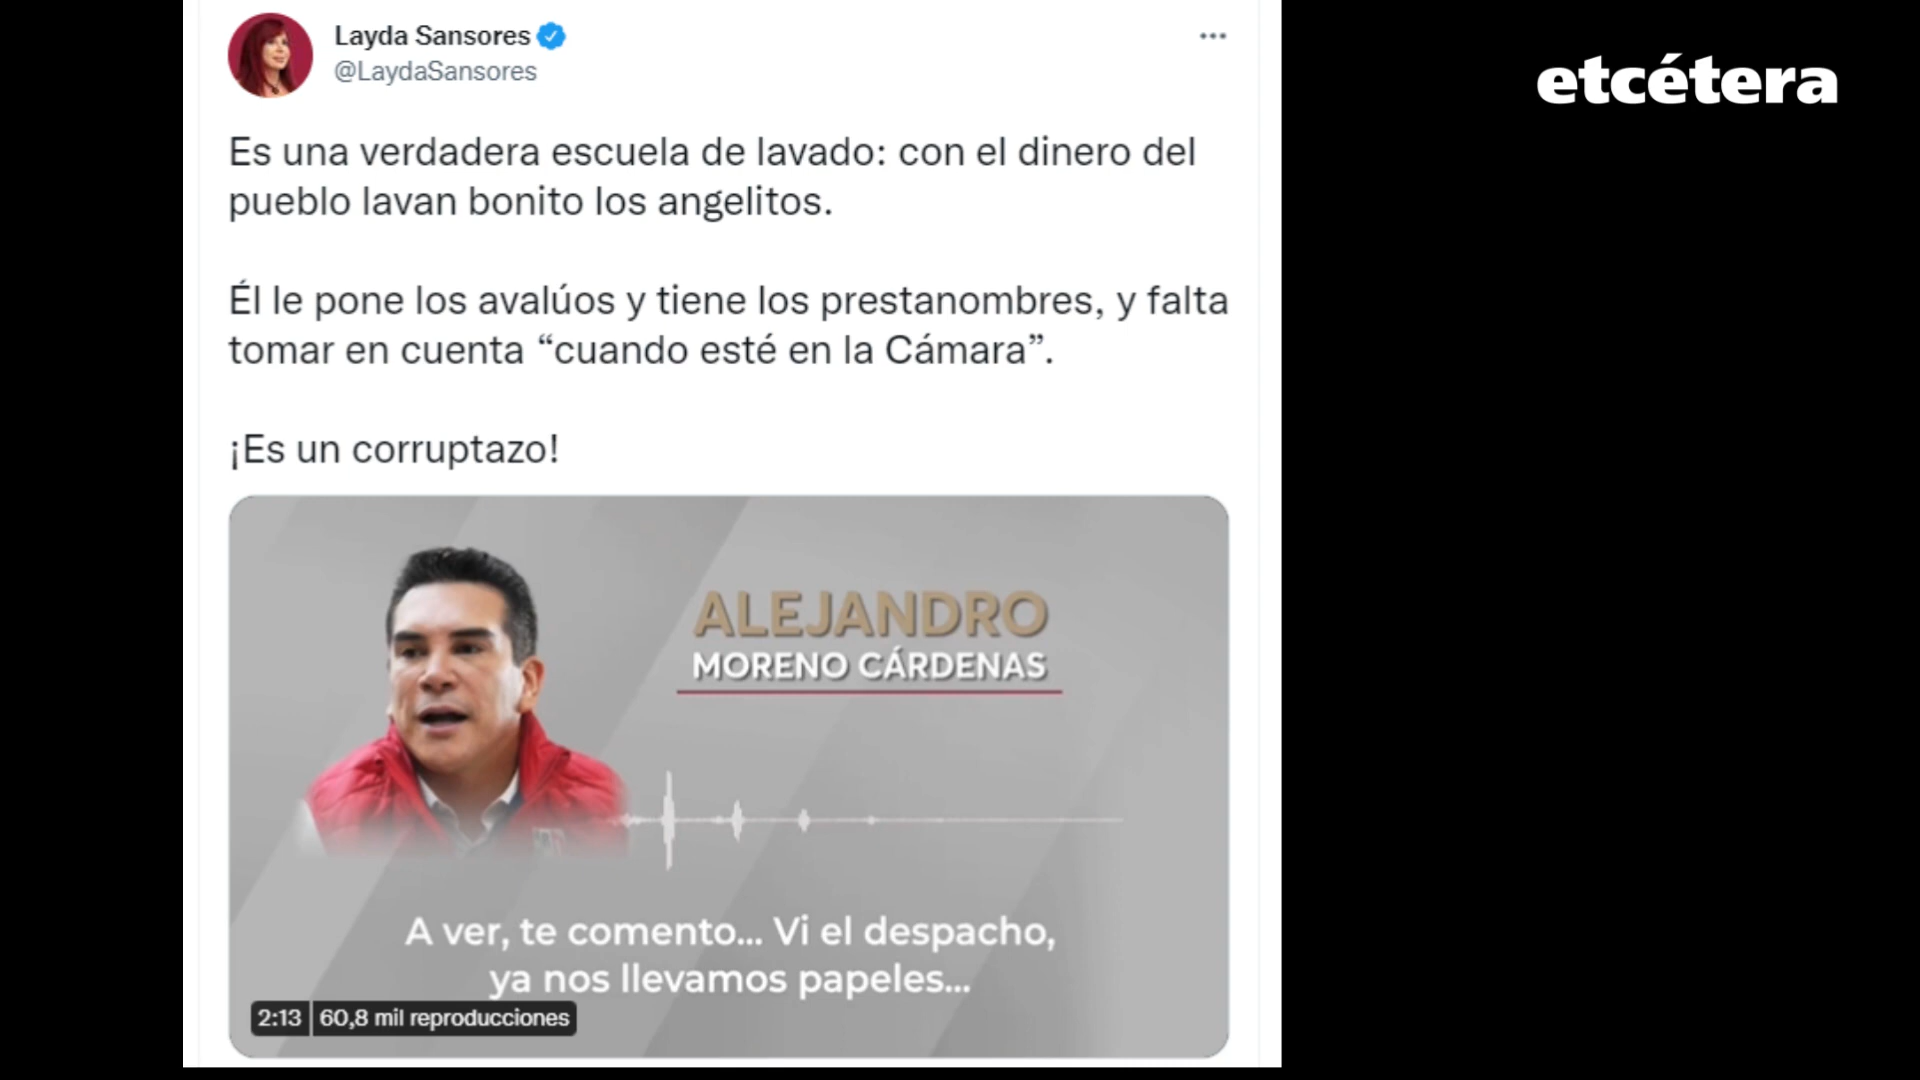 Layda Sansores
@LaydaSansores
etcétera
Es una verdadera escuela de lavado: con el dinero del
pueblo lavan bonito los angelitos.
Él le pone los avalúos y tiene los prestanombres, y falta
tomar en cuenta “cuando esté en la Cámara”.
¡Es un corruptazo!
ALEJANDRO
MORENO CÁRDENAS
A ver, te comento... Vi el despacho,
ya nos llevamos papeles...
2:13 60,8 mil reproducciones